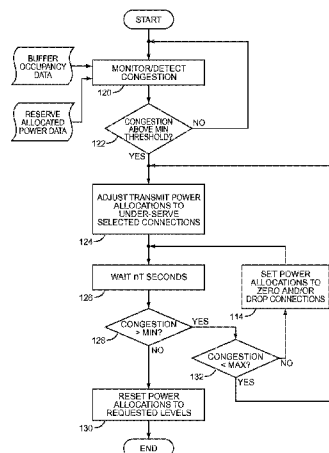 START
BUFFER
OCCUPANCY
DATA
MONITOR/DETECT
CONGESTION
120
RESERVE
ALLOCATED
POWER DATA
CONGESTION
ABOVE MIN
THRESHOLD?
NO
122
YES
ADJUST TRANSMIT POWER
ALLOCATIONS TO
UNDER-SERVE
SELECTED CONNECTIONS
124
WAIT nT SECONDS
126
SET POWER
ALLOCATIONS TO
ZERO AND/OR
DROP CONNECTIONS
114
CONGESTION
> MIN?
YES
128
NO
CONGESTION
< MAX?
NO
132
YES
RESET POWER
ALLOCATIONS TO
REQUESTED LEVELS
130
END